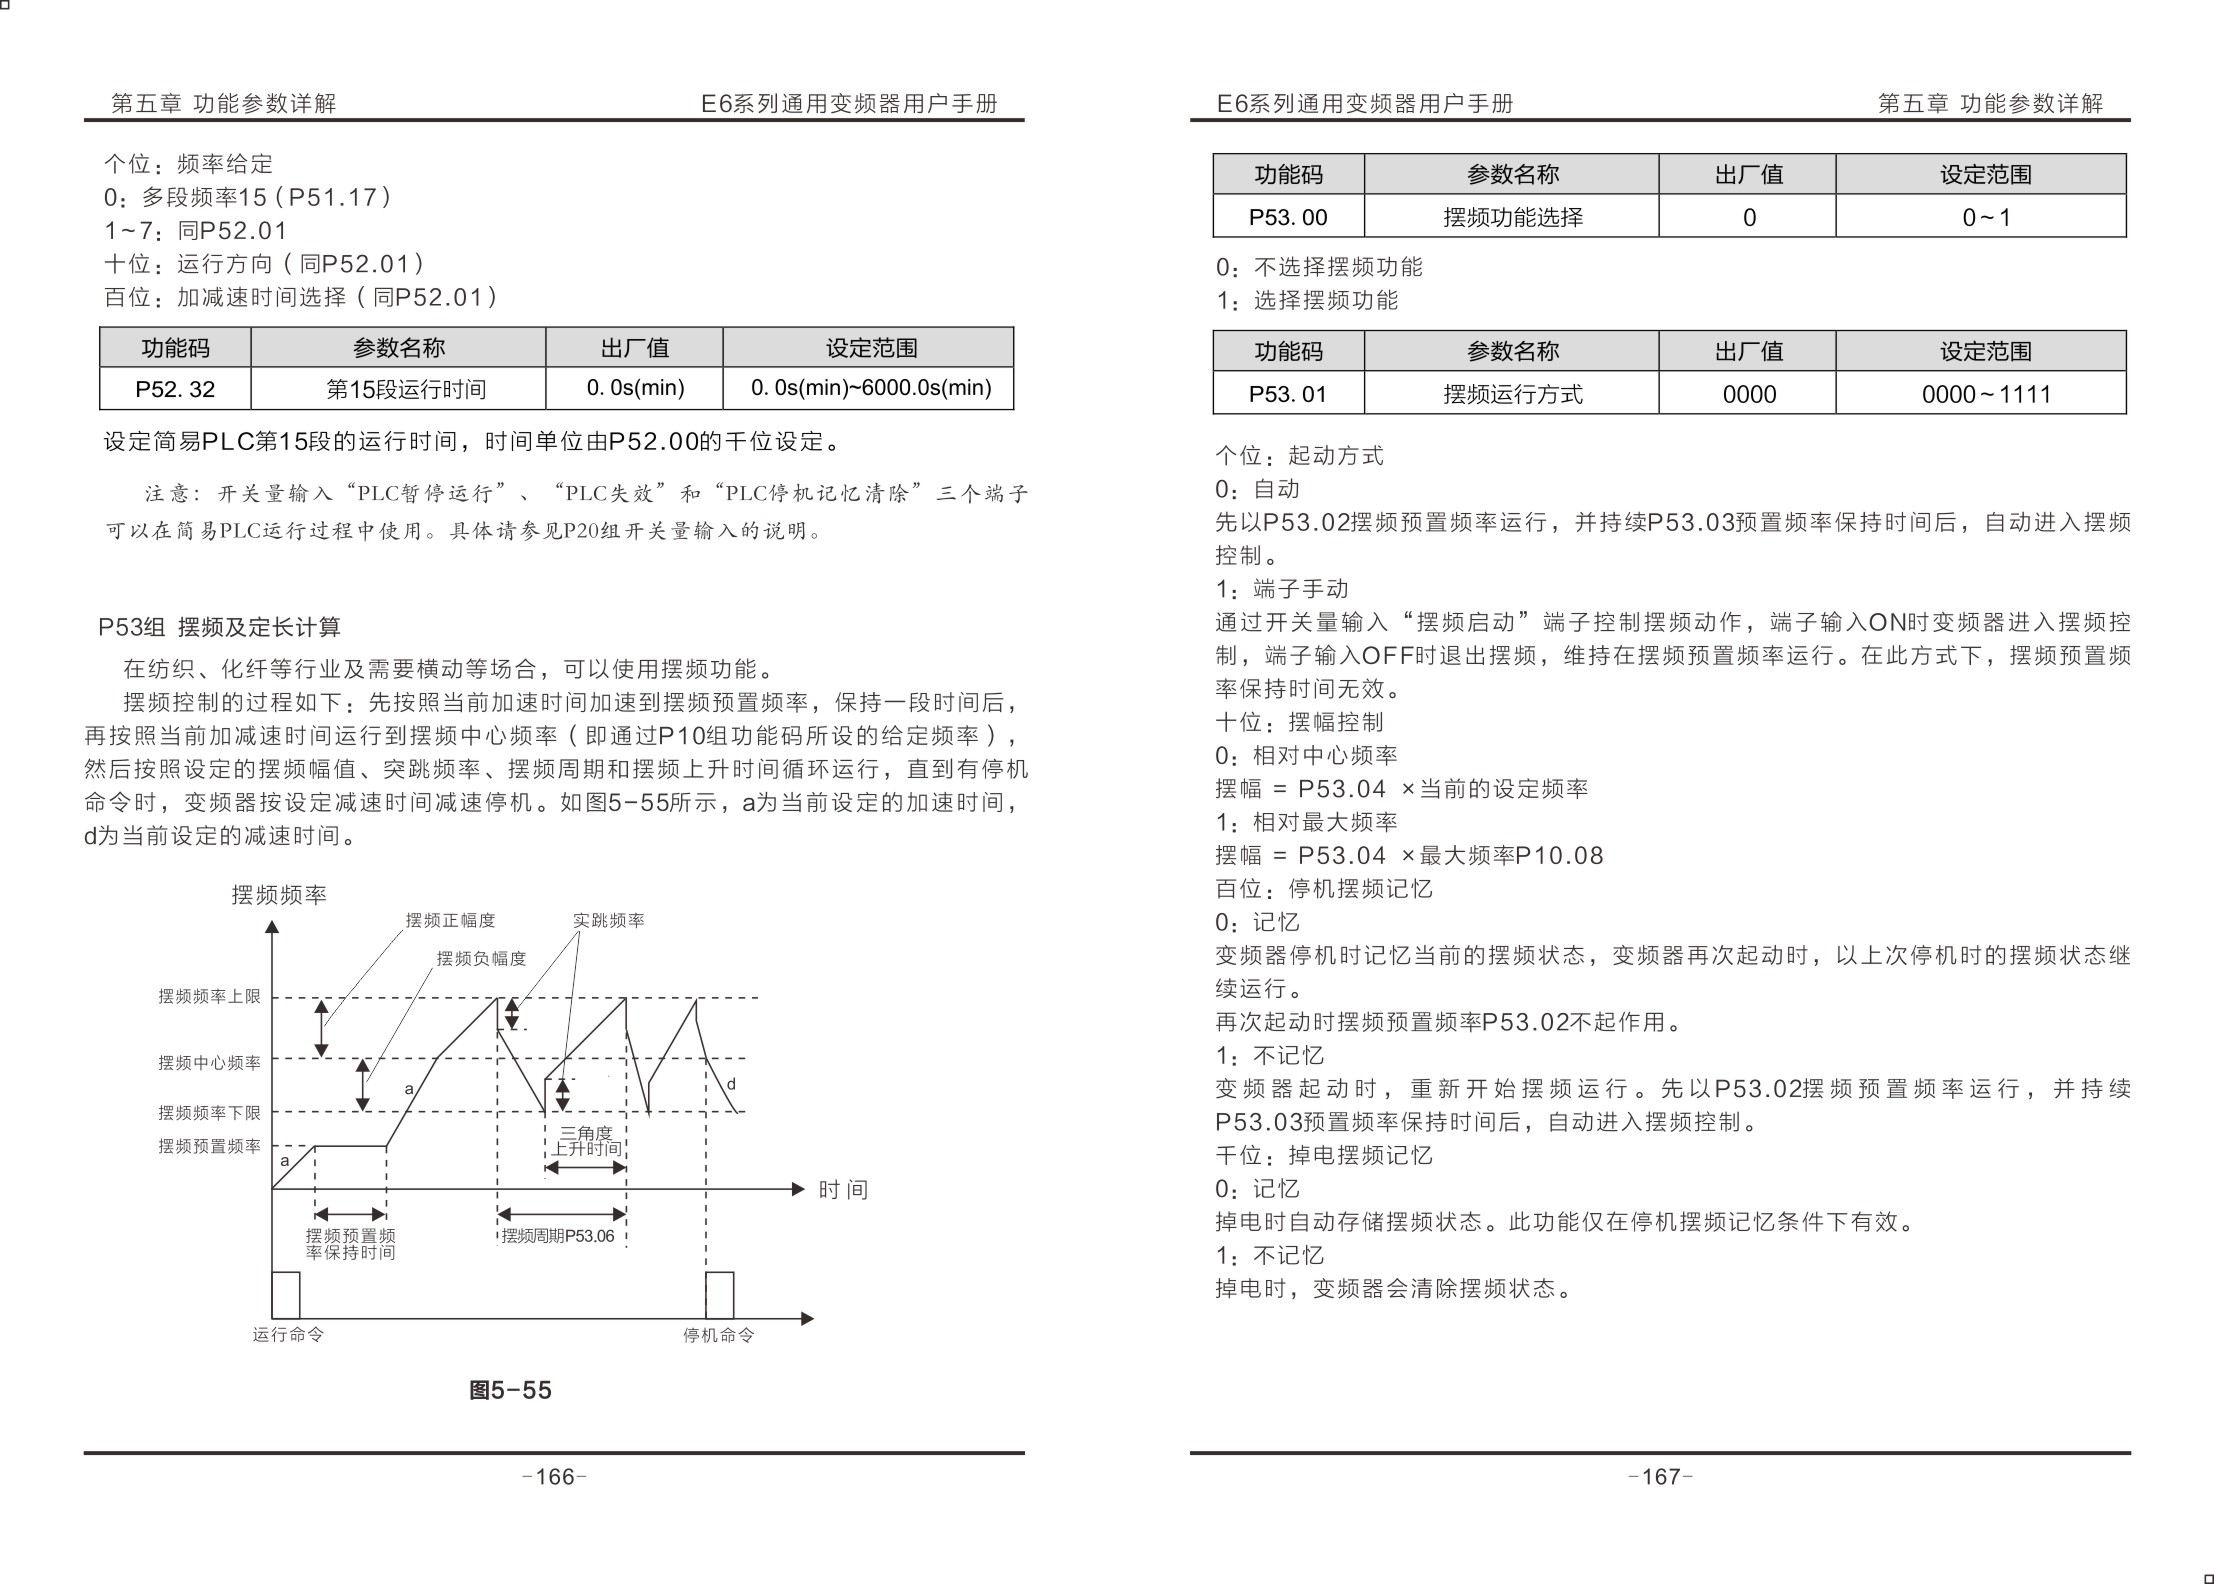 第五章 功能参数详解
E6系列通用变频器用户手册
个位：频率给定
0：多段频率15（P51.17）
1~7：同P52.01
十位：运行方向（同P52.01）
百位：加减速时间选择（同P52.01）
功能码 参数名称 出厂值 设定范围
P52.32 第15段运行时间 0.0s(min) 0.0s(min)~6000.0s(min)
设定简易PLC第15段的运行时间，时间单位由P52.00的千位设定。
注意：开关量输入“PLC暂停运行”、“PLC失效”和“PLC停机记忆清除”三个端子
可以在简易PLC运行过程中使用。具体请参见P20组开关量输入的说明。
P53组 摆频及定长计算
在纺织、化纤等行业及需要横动等场合，可以使用摆频功能。
摆频控制的过程如下：先按照当前加速时间加速到摆频预置频率，保持一段时间后，
再按照当前加减速时间运行到摆频中心频率（即通过P10组功能码所设的给定频率），
然后按照设定的摆频幅值、突跳频率、摆频周期和摆频上升时间循环运行，直到有停机
命令时，变频器按设定减速时间减速停机。如图5-55所示，a为当前设定的加速时间，
d为当前设定的减速时间。
摆频频率
摆频正幅度
实跳频率
摆频负幅度
摆频频率上限
摆频中心频率
a
d
摆频频率下限
三角度
上升时间
摆频预置频率
a
时间
摆频预置频
率保持时间
摆频周期P53.06
运行命令
停机命令
图5-55
-166-
E6系列通用变频器用户手册
第五章 功能参数详解
功能码 参数名称 出厂值 设定范围
P53.00 摆频功能选择 0 0~1
0：不选择摆频功能
1：选择摆频功能
功能码 参数名称 出厂值 设定范围
P53.01 摆频运行方式 0000 0000~1111
个位：起动方式
0：自动
先以P53.02摆频预置频率运行，并持续P53.03预置频率保持时间后，自动进入摆频
控制。
1：端子手动
通过开关量输入“摆频启动”端子控制摆频动作，端子输入ON时变频器进入摆频控
制，端子输入OFF时退出摆频，维持在摆频预置频率运行。在此方式下，摆频预置频
率保持时间无效。
十位：摆幅控制
0：相对中心频率
摆幅 = P53.04 ×当前的设定频率
1：相对最大频率
摆幅 = P53.04 ×最大频率P10.08
百位：停机摆频记忆
0：记忆
变频器停机时记忆当前的摆频状态，变频器再次起动时，以上次停机时的摆频状态继
续运行。
再次起动时摆频预置频率P53.02不起作用。
1：不记忆
变频器起动时，重新开始摆频运行。先以P53.02摆频预置频率运行，并持续
P53.03预置频率保持时间后，自动进入摆频控制。
千位：掉电摆频记忆
0：记忆
掉电时自动存储摆频状态。此功能仅在停机摆频记忆条件下有效。
1：不记忆
掉电时，变频器会清除摆频状态。
-167-